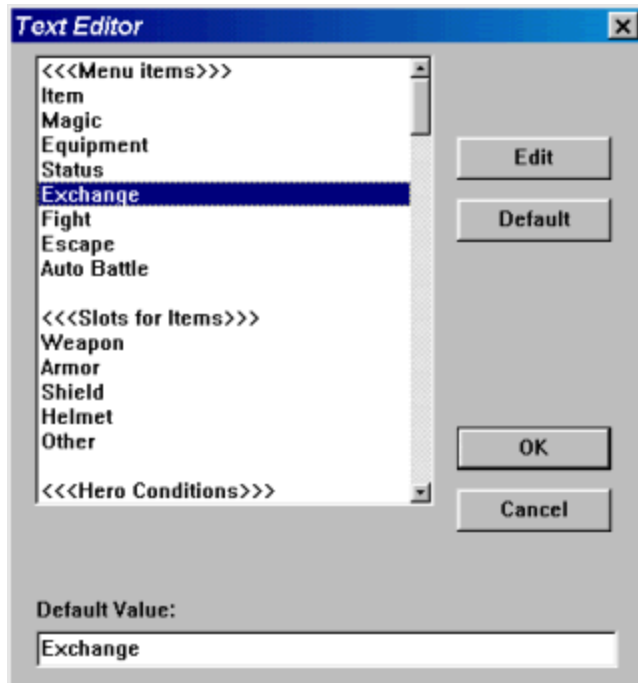 Text Editor
<<<Menu items>>>
Item
Magic
Equipment
Status
Exchange
Fight
Escape
Auto Battle
<<<Slots for Items>>>
Weapon
Armor
Shield
Helmet
Other
<<<Hero Conditions>>>
Edit
Default
OK
Cancel
Default Value:
Exchange